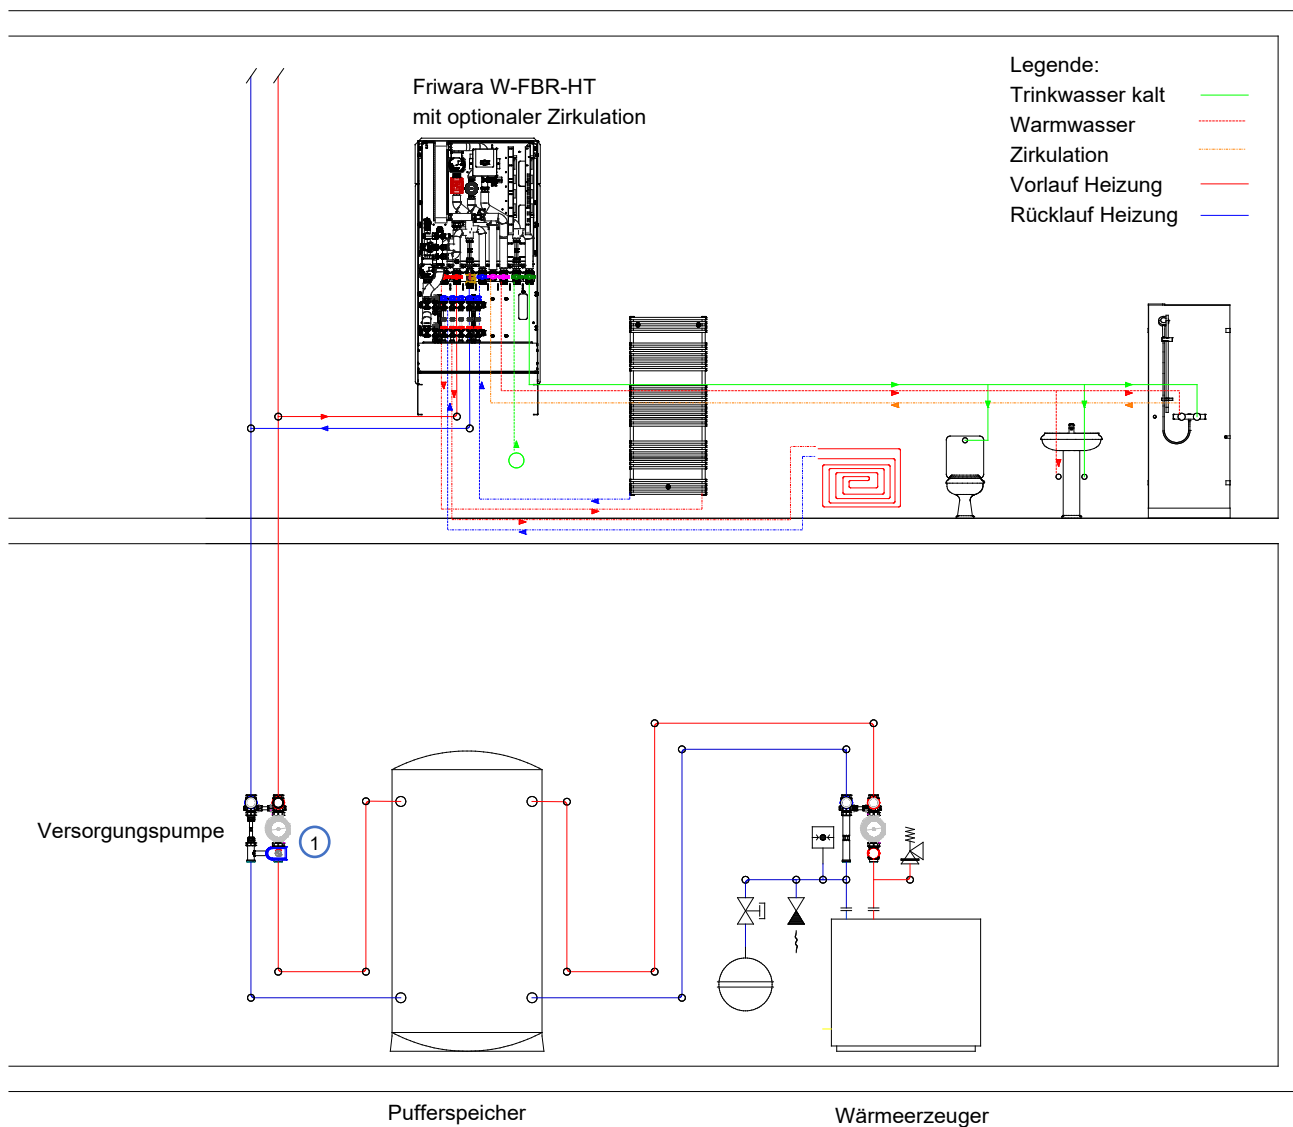 Friwara W-FBR-HT
mit optionaler Zirkulation
Legende:
Trinkwasser kalt
Warmwasser
Zirkulation
Vorlauf Heizung
Rücklauf Heizung
Versorgungspumpe
1
Pufferspeicher
Wärmeerzeuger